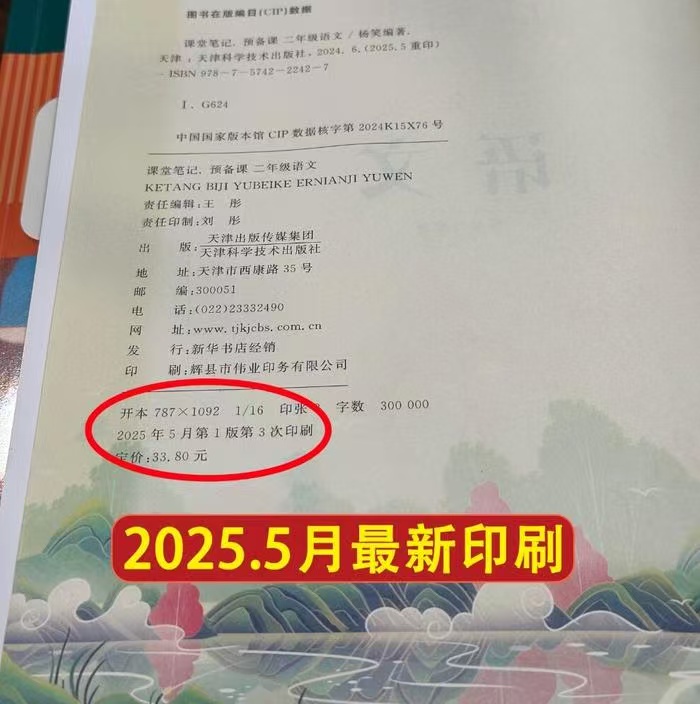 图书在版编目(CIP)数据
课堂笔记. 预备课 二年级语文 / 杨笑编著.
天津 : 天津科学技术出版社, 2024. 6. (2025.5 重印)
- ISBN 978-7-5742-2242-7
Ⅰ. G624
中国国家版本馆 CIP 数据核字第 2024K15X76 号
语文
课堂笔记. 预备课 二年级语文
KETANG BIJI YUBEIKE ERNIANJI YUWEN
责任编辑:王 彤
责任印制:刘 彤
出 版:天津出版传媒集团
天津科学技术出版社
地 址:天津市西康路 35 号
邮 编:300051
电 话:(022)23332490
网 址:www.tjkjcbs.com.cn
发 行:新华书店经销
印 刷:辉县市伟业印务有限公司
开本 787×1092 1/16 印张 字数 300 000
2025 年 5 月第 1 版第 3 次印刷
定价:33.80 元
2025.5月最新印刷